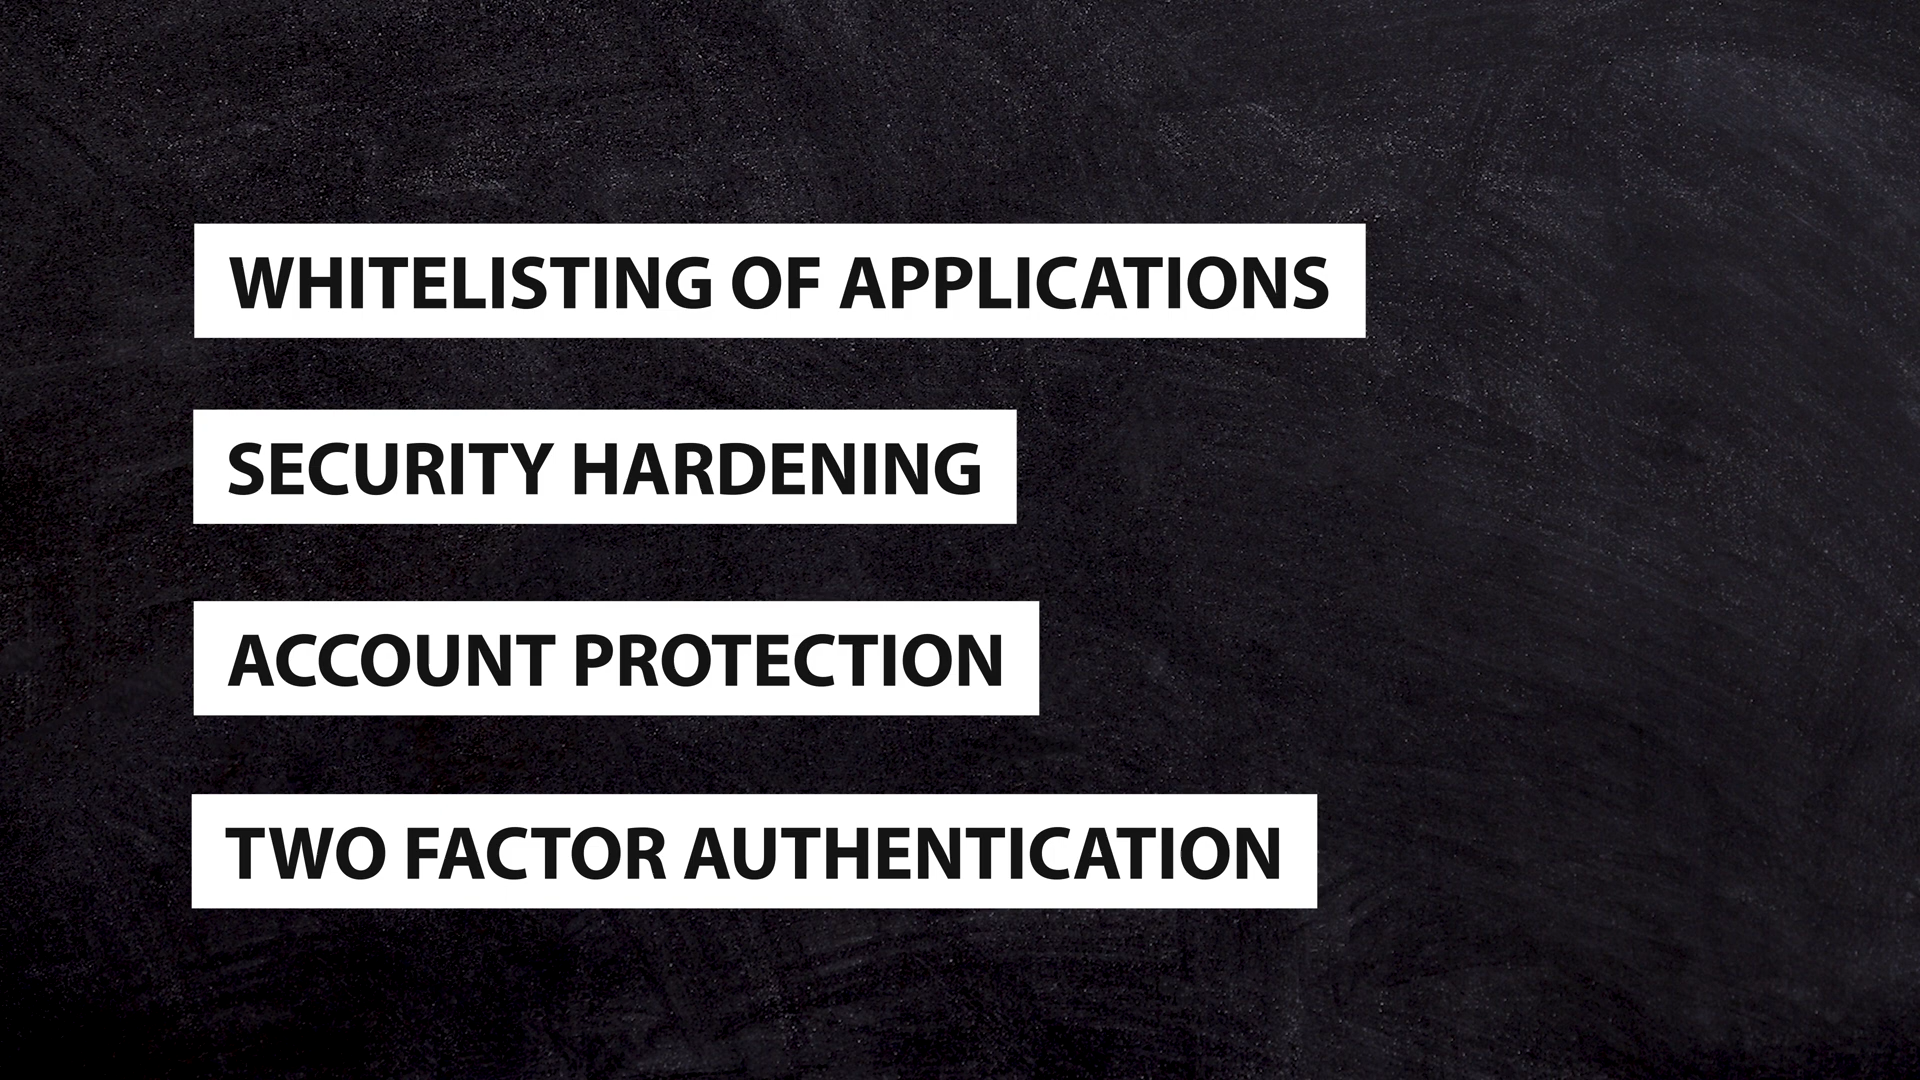 WHITELISTING OF APPLICATIONS
SECURITY HARDENING
ACCOUNT PROTECTION
TWO FACTOR AUTHENTICATION